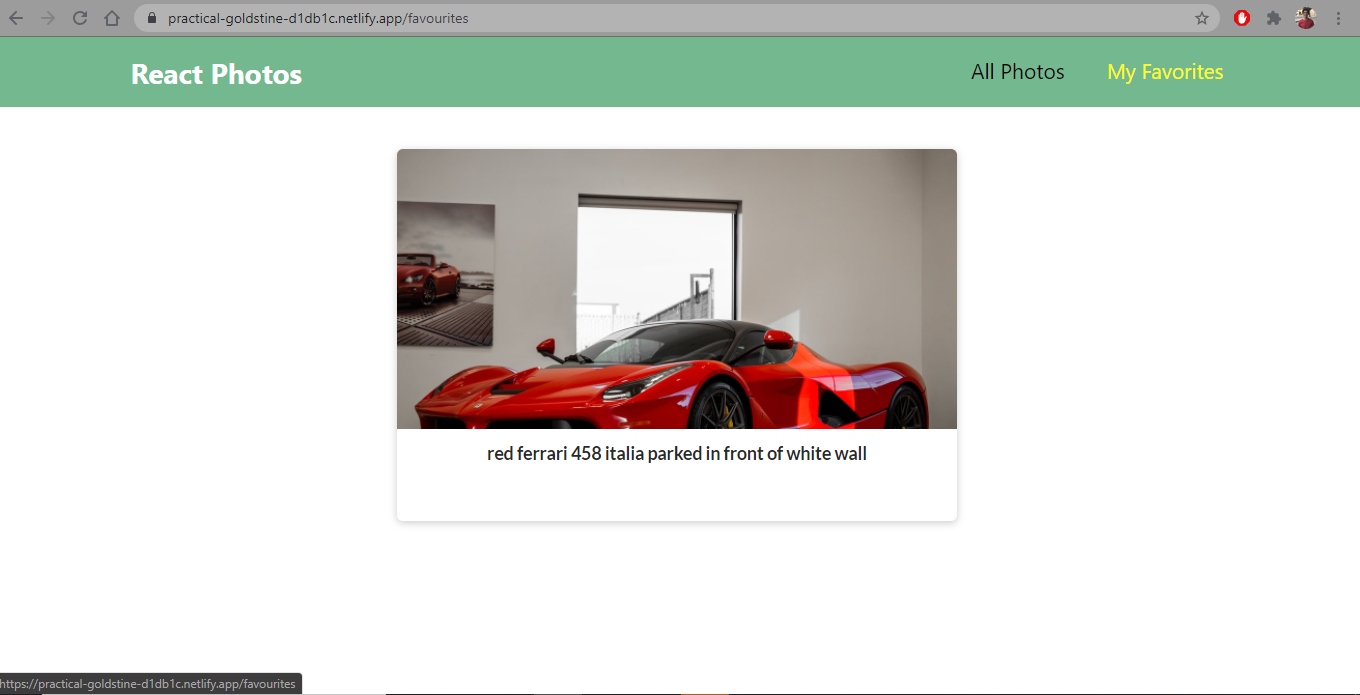 practical-goldstine-d1db1c.netlify.app/favourites
React Photos
All Photos
My Favorites
red ferrari 458 italia parked in front of white wall
https://practical-goldstine-d1db1c.netlify.app/favourites